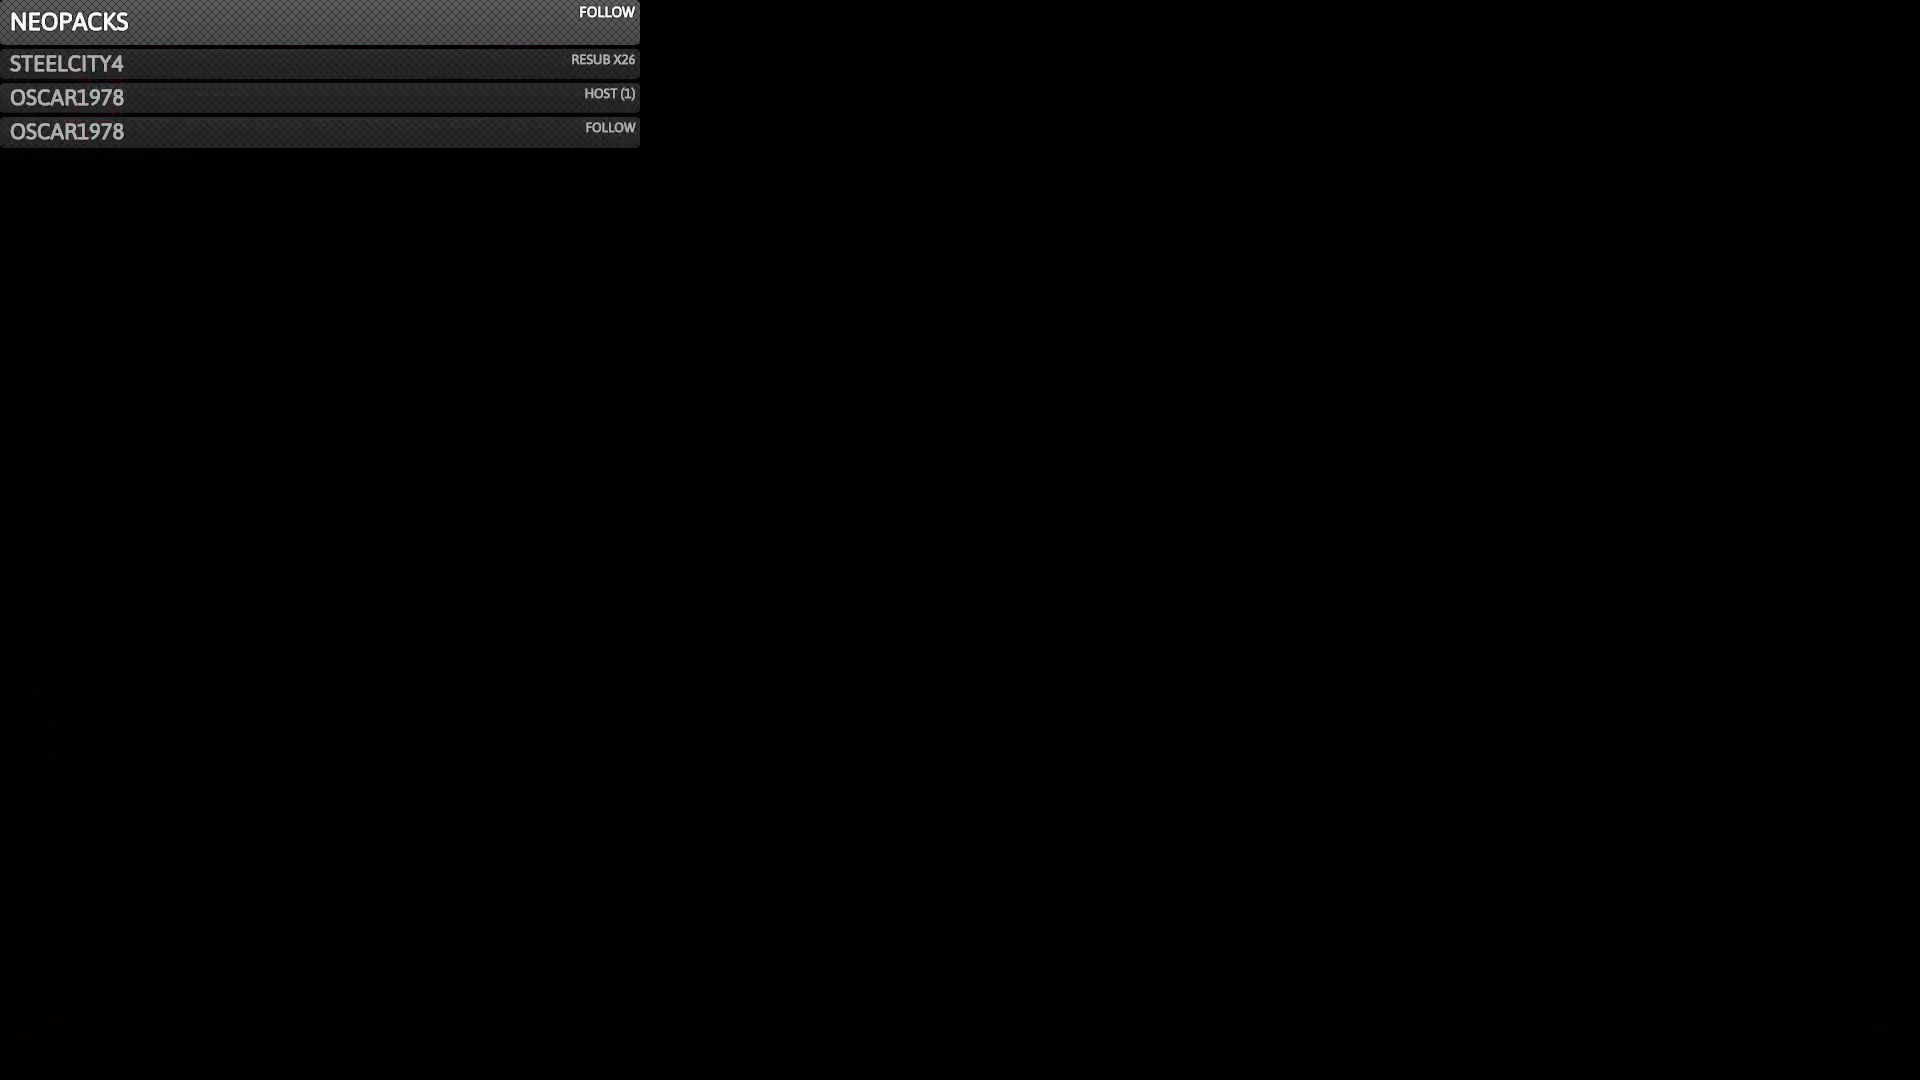 NEOPACKS FOLLOW
STEELCITY4 RESUB X26
OSCAR1978 HOST (1)
OSCAR1978 FOLLOW